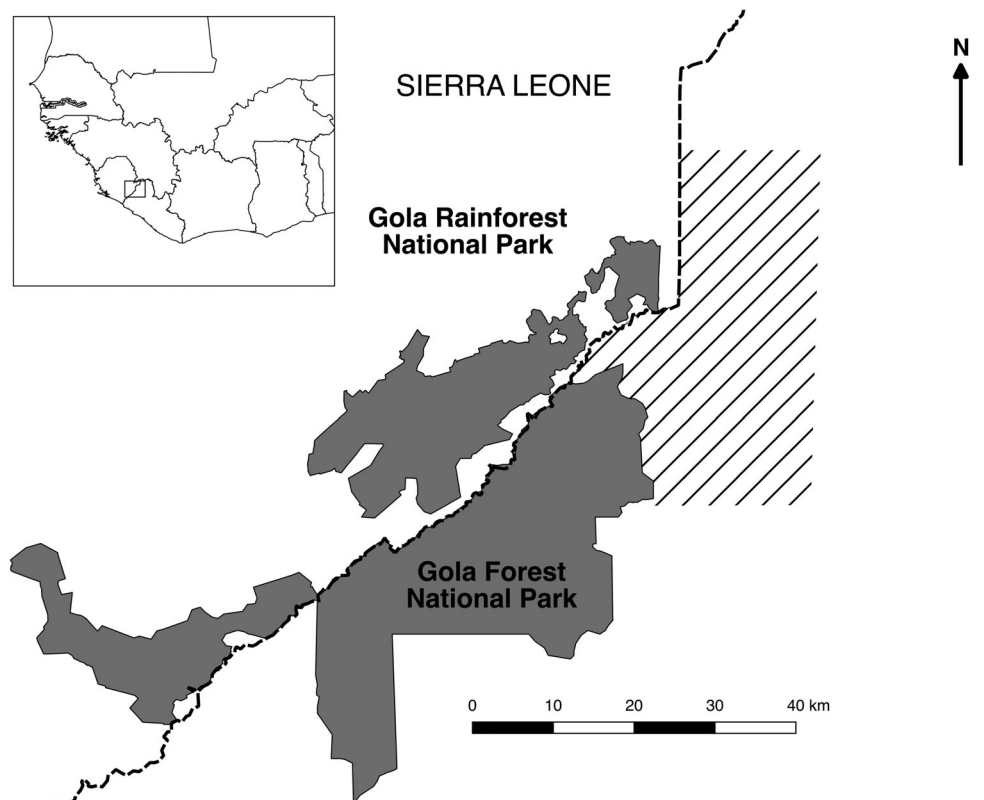 SIERRA LEONE
N
Gola Rainforest
National Park
Gola Forest
National Park
0 10 20 30 40 km